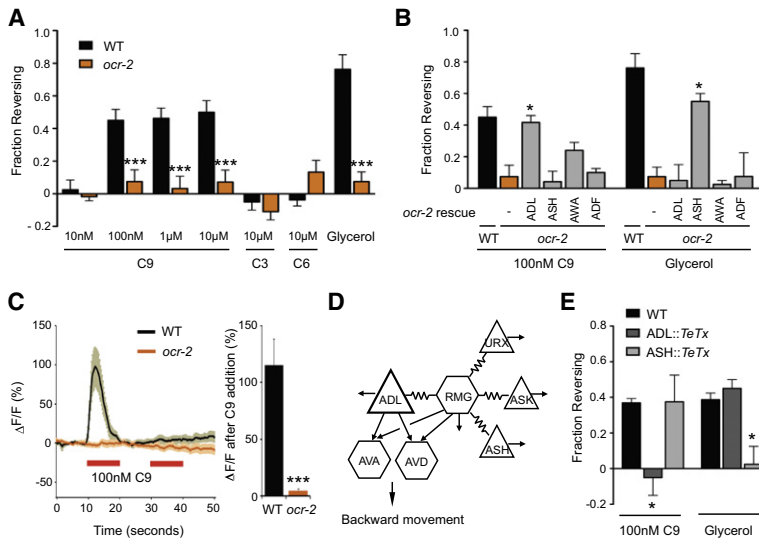 A
WT
ocr-2
Fraction Reversing
1.0
0.8
0.6
0.4
0.2
0
- 0.2
***
***
***
***
10nM 100nM 1µM 10µM 10µM 10µM Glycerol
C9 C3 C6
B
Fraction Reversing
1.0
0.8
0.6
0.4
0.2
0
*
*
ocr-2 rescue
- ADL ASH AWA ADF - ADL ASH AWA ADF
WT ocr-2 WT ocr-2
100nM C9 Glycerol
C
WT
ocr-2
ΔF/F (%)
150
100
50
0
-50
100nM C9
0 10 20 30 40 50
Time (seconds)
ΔF/F after C9 addition (%)
150
100
50
0
***
WT ocr-2
D
URX
ADL
RMG
ASK
ASH
AVA
AVD
Backward movement
E
WT
ADL::TeTx
ASH::TeTx
Fraction Reversing
0.8
0.6
0.4
0.2
0
-0.2
*
*
100nM C9 Glycerol